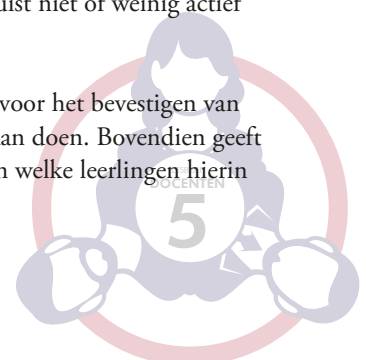 uist niet of weinig actief
voor het bevestigen van
an doen. Bovendien geeft
n welke leerlingen hierin
DOCENTEN
5